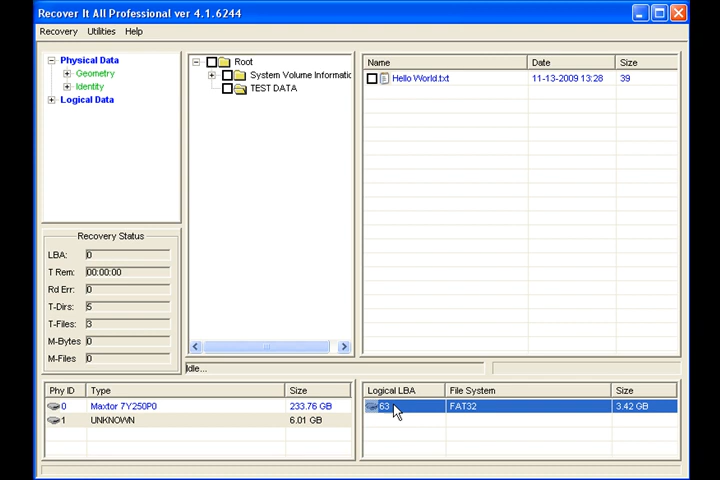 Recover It All Professional ver 4.1.6244
Recovery Utilities Help
Physical Data
Geometry
Identity
Logical Data
Root
System Volume Informatic
TEST DATA
Name Date Size
Hello World.txt 11-13-2009 13:28 39
Recovery Status
LBA: 0
T Rem: 00:00:00
Rd Err: 0
T-Dirs: 5
T-Files: 3
M-Bytes 0
M-Files 0
Idle...
Phy ID Type Size
0 Maxtor 7Y250P0 233.76 GB
1 UNKNOWN 6.01 GB
Logical LBA File System Size
63 FAT32 3.42 GB